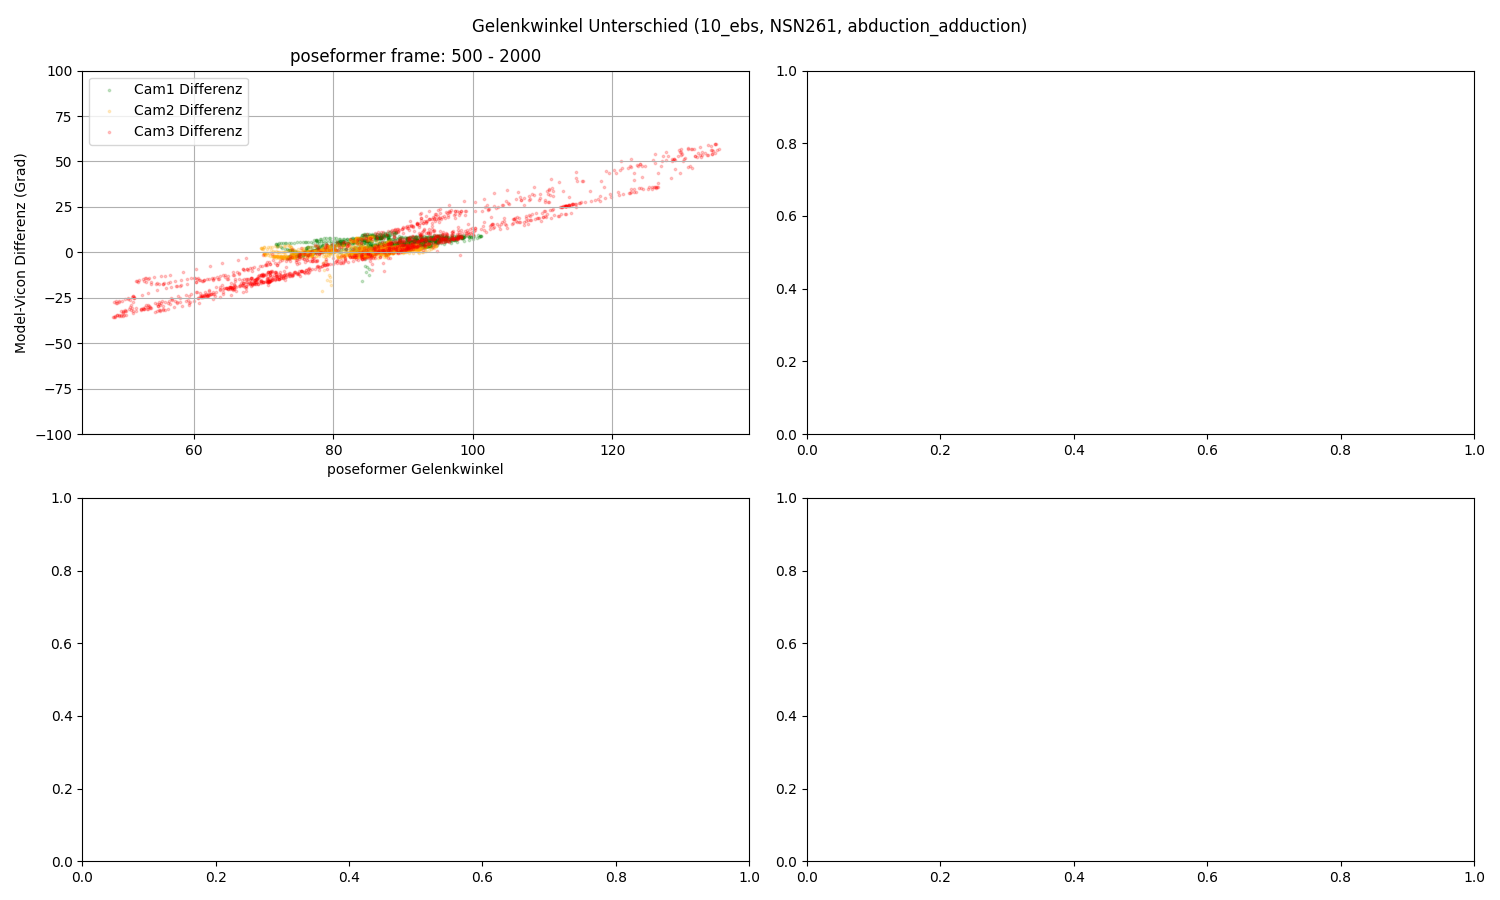 Gelenkwinkel Unterschied (10_ebs, NSN261, abduction_adduction)
poseformer frame: 500 - 2000
Cam1 Differenz
Cam2 Differenz
Cam3 Differenz
Model-Vicon Differenz (Grad)
100
75
50
25
0
−25
−50
−75
−100
60 80 100 120
poseformer Gelenkwinkel
1.0
0.8
0.6
0.4
0.2
0.0
0.0 0.2 0.4 0.6 0.8 1.0
1.0
0.8
0.6
0.4
0.2
0.0
0.0 0.2 0.4 0.6 0.8 1.0
1.0
0.8
0.6
0.4
0.2
0.0
0.0 0.2 0.4 0.6 0.8 1.0